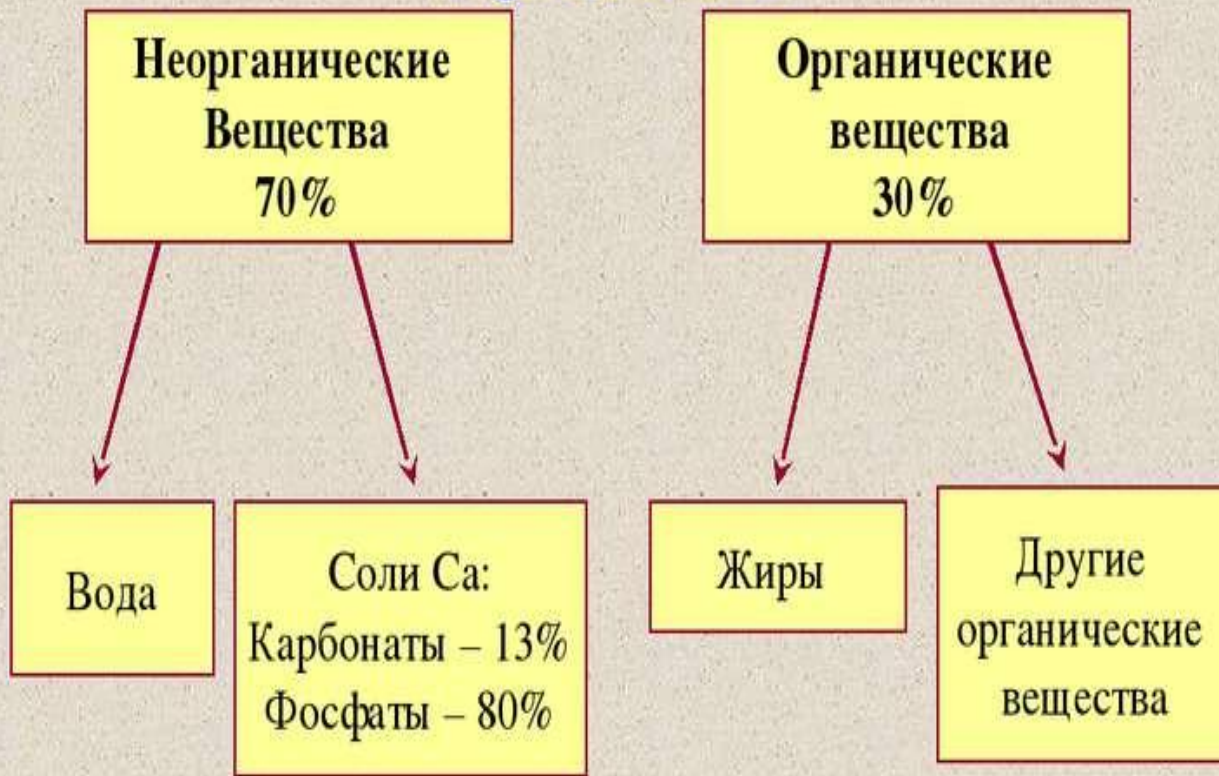 Неорганические
Вещества
70%
Органические
вещества
30%
Вода
Соли Са:
Карбонаты – 13%
Фосфаты – 80%
Жиры
Другие
органические
вещества